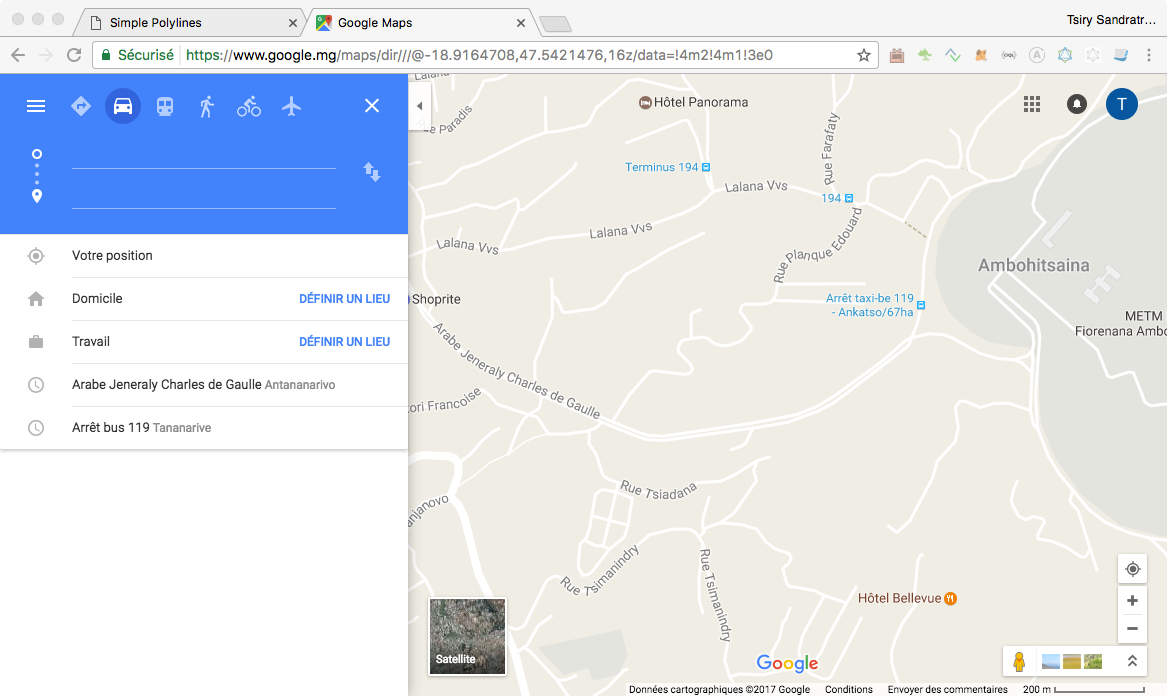 Simple Polylines
Google Maps
Tsiry Sandratr...
Sécurisé
https://www.google.mg/maps/dir///@-18.9164708,47.5421476,16z/data=!4m2!4m1!3e0
T
Votre position
Domicile
DÉFINIR UN LIEU
Travail
DÉFINIR UN LIEU
Arabe Jeneraly Charles de Gaulle Antananarivo
Arrêt bus 119 Tananarive
Lalana
e Paradis
Hôtel Panorama
Terminus 194
Lalana Vvs
Rue Farafaty
194
Lalana Vvs
Lalana Vvs
Rue Planque Edouard
Ambohitsaina
Shoprite
Arrêt taxi-be 119
- Ankatso/67ha
METM
Fiorenana Ambo
Arabe Jeneraly Charles de Gaulle
ori Francoise
Rue Tsiadana
anjanovo
Rue Tsimanindry
Rue Tsimanindry
Hôtel Bellevue
Satellite
Google
Données cartographiques ©2017 Google
Conditions
Envoyer des commentaires
200 m